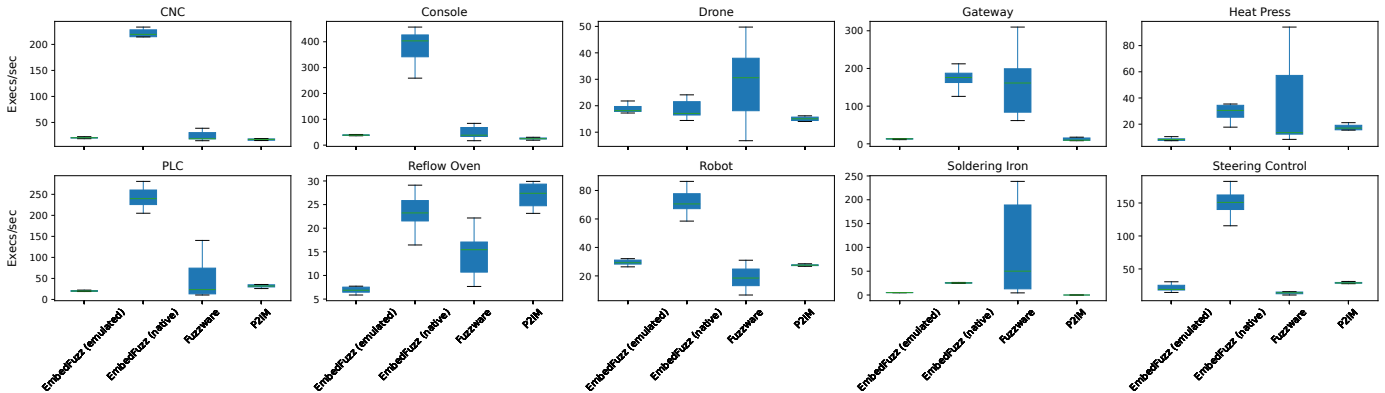 CNC
Execs/sec
200
150
100
50
Console
400
300
200
100
0
Drone
50
40
30
20
10
Gateway
300
200
100
0
Heat Press
80
60
40
20
PLC
Execs/sec
250
200
150
100
50
0
EmbedFuzz (emulated)
EmbedFuzz (native)
Fuzzware
P2IM
Reflow Oven
30
25
20
15
10
5
EmbedFuzz (emulated)
EmbedFuzz (native)
Fuzzware
P2IM
Robot
80
60
40
20
EmbedFuzz (emulated)
EmbedFuzz (native)
Fuzzware
P2IM
Soldering Iron
200
150
100
50
0
EmbedFuzz (emulated)
EmbedFuzz (native)
Fuzzware
P2IM
Steering Control
150
100
50
EmbedFuzz (emulated)
EmbedFuzz (native)
Fuzzware
P2IM